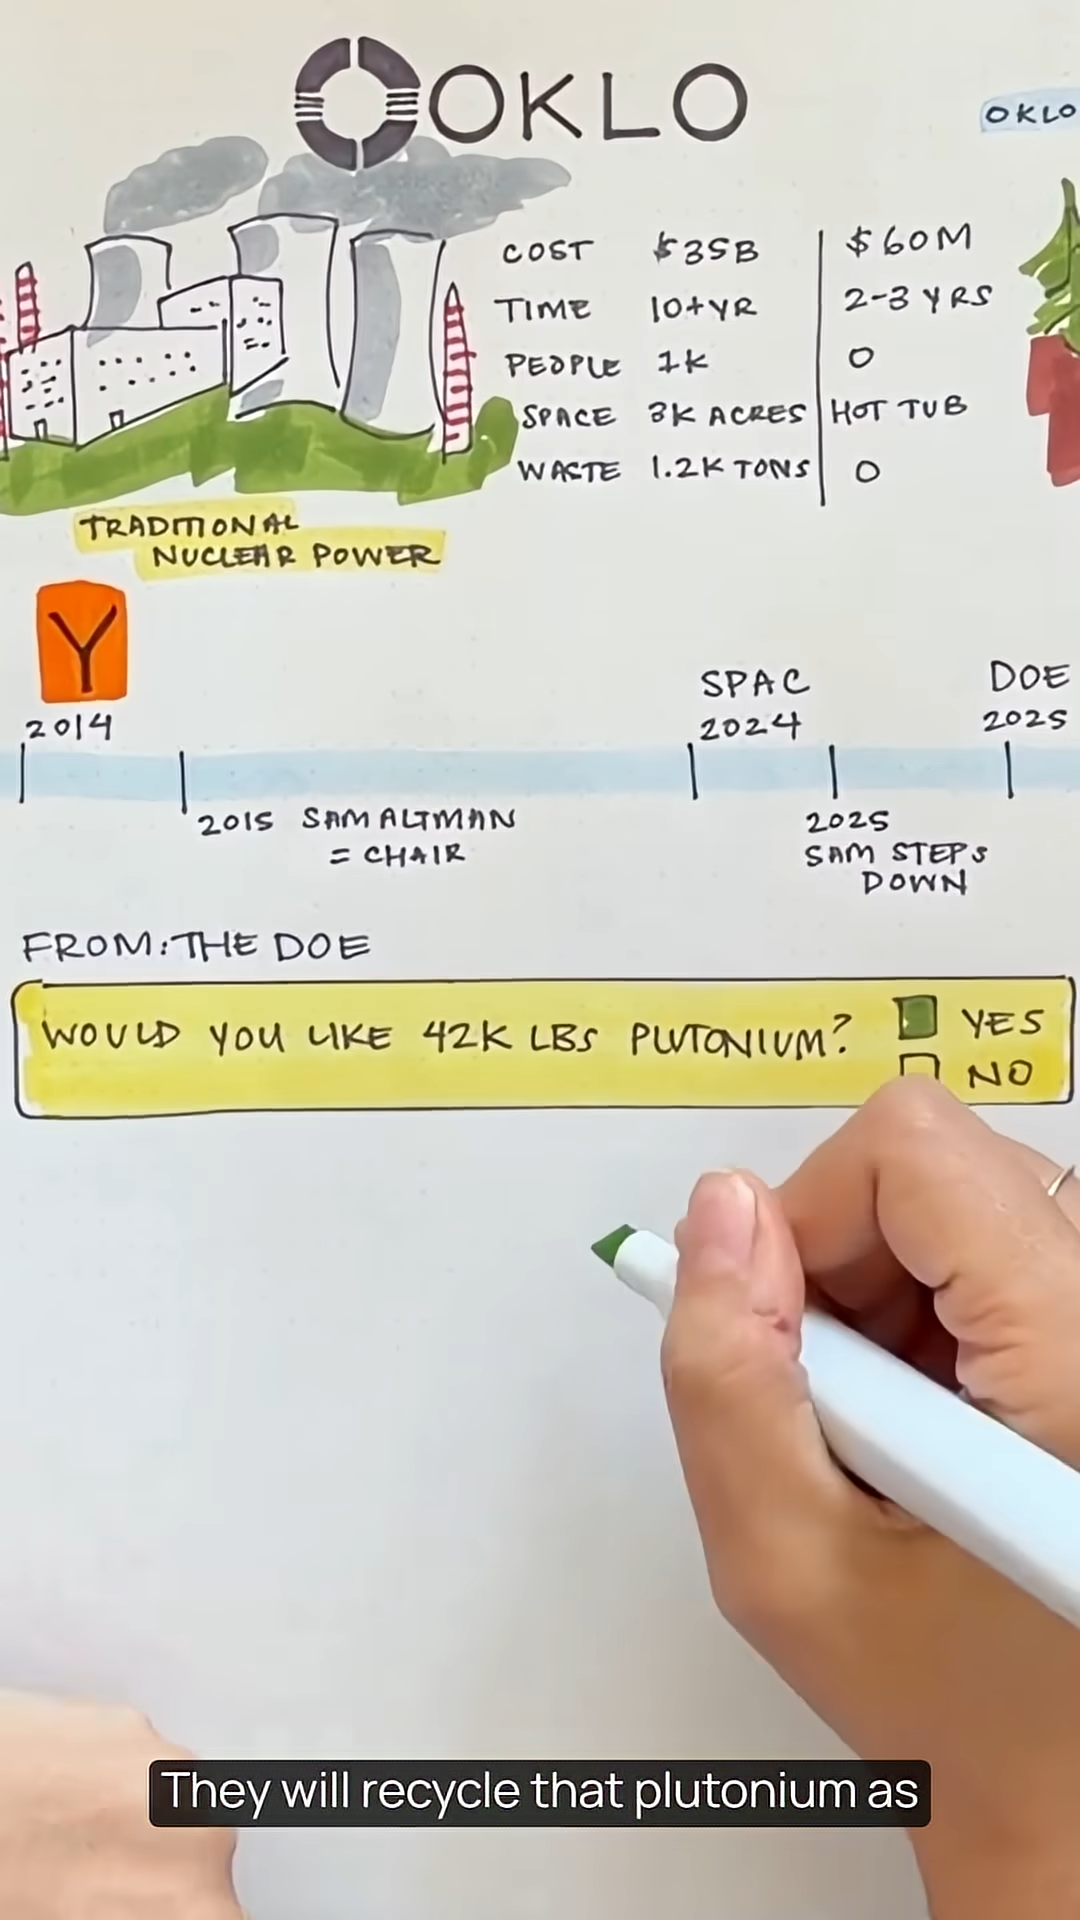 OKLO
OKLO
COST $35B $60M
TIME 10+YR 2-3 YRS
PEOPLE 1K 0
SPACE 3K ACRES HOT TUB
WASTE 1.2K TONS 0
TRADITIONAL
NUCLEAR POWER
Y
2014
SPAC
2024
DOE
2025
2015 SAM ALTMAN
= CHAIR
2025
SAM STEPS
DOWN
FROM: THE DOE
WOULD YOU LIKE 42K LBS PLUTONIUM? YES
NO
They will recycle that plutonium as